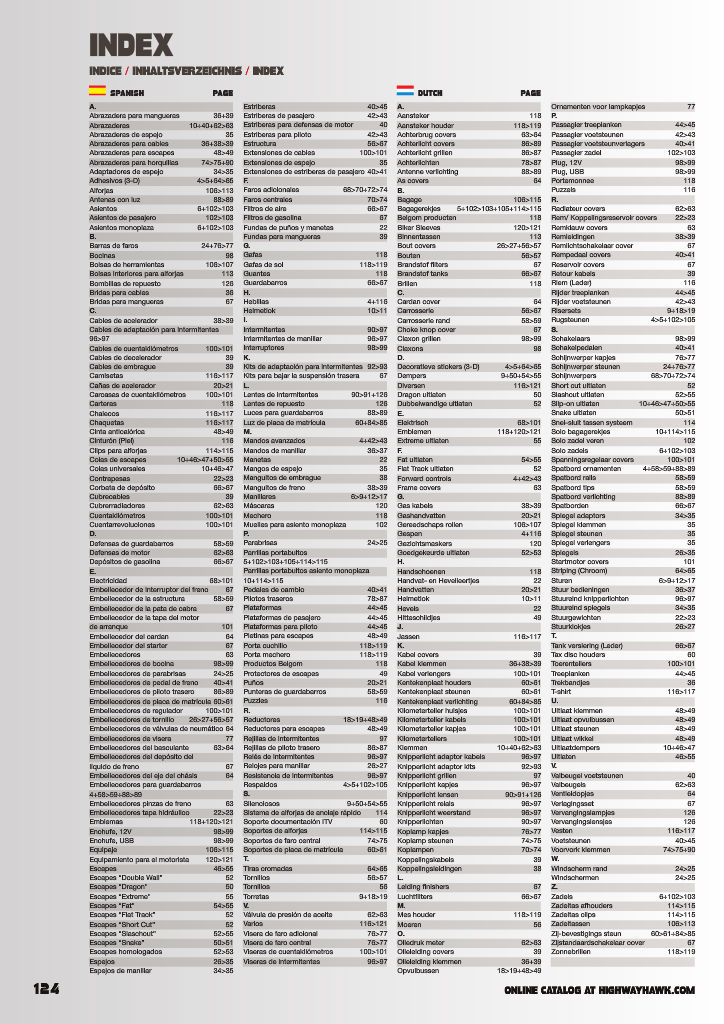 INDEX
INDICE / INHALTSVERZEICHNIS / INDEX
SPANISH PAGE
A.
Abrazadera para mangueras 36+39
Abrazaderas 10+40+62>63
Abrazaderas de espejo 35
Abrazaderas para cables 36+38>39
Abrazaderas para escapes 48>49
Abrazaderas para horquillas 74>75+90
Adaptadores de espejo 34>35
Adhesivos (3-D) 4>5+64>65
Alforjas 106>113
Antenas con luz 88>89
Asientos 6+102>103
Asientos de pasajero 102>103
Asientos monoplaza 6+102>103
B.
Barras de faros 24+76>77
Bocinas 98
Bolsas de herramientas 106>107
Bolsas interiores para alforjas 113
Bombillas de repuesto 126
Bridas para cables 36
Bridas para mangueras 67
C.
Cables de acelerador 38>39
Cables de adaptación para intermitentes
96>97
Cables de cuentakilómetros 100>101
Cables de decelerador 39
Cables de embrague 39
Camisetas 116>117
Cañas de acelerador 20>21
Carcasas de cuentakilómetros 100>101
Carteras 118
Chalecos 116>117
Chaquetas 116>117
Cinta anticalórica 48>49
Cinturón (Piel) 116
Clips para alforjas 114>115
Colas de escapes 10+46>47+50>55
Colas universales 10+46>47
Contrapesas 22>23
Corbata de depósito 66>67
Cubrecables 39
Cubrerradiadores 62>63
Cuentakilómetros 100>101
Cuentarrevoluciones 100>101
D.
Defensas de guardabarros 58>59
Defensas de motor 62>63
Depósitos de gasolina 66>67
E.
Electricidad 68>101
Embellecedor de interruptor del freno 67
Embellecedor de la estructura 58>59
Embellecedor de la pata de cabra 67
Embellecedor de la tapa del motor
de arranque 101
Embellecedor del cardan 64
Embellecedor del starter 67
Embellecedores 63
Embellecedores de bocina 98>99
Embellecedores de parabrisas 24>25
Embellecedores de pedal de freno 40>41
Embellecedores de piloto trasero 86>89
Embellecedores de placa de matrícula 60>61
Embellecedores de regulador 100>101
Embellecedores de tornillo 26>27+56>57
Embellecedores de válvulas de neumático 64
Embellecedores de visera 77
Embellecedores del basculante 63>64
Embellecedores del depósito del
líquido de freno 67
Embellecedores del eje del chásis 64
Embellecedores para guardabarros
4+58>59+88>89
Embellecedores pinzas de freno 63
Embellecedores tapa hidráulico 22>23
Emblemas 118+120>121
Enchufe, 12V 98>99
Enchufe, USB 98>99
Equipaje 106>115
Equipamiento para el motorista 120>121
Escapes 46>55
Escapes "Double Wall" 52
Escapes "Dragon" 50
Escapes "Extreme" 55
Escapes "Fat" 54>55
Escapes "Flat Track" 52
Escapes "Short Cut" 52
Escapes "Slaschout" 52>55
Escapes "Snake" 50>51
Escapes homologados 52>53
Espejos 26>35
Espejos de manillar 34>35
Estriberas 40>45
Estriberas de pasajero 42>43
Estriberas para defensas de motor 40
Estriberas para piloto 42>43
Estructura 56>67
Extensiones de cables 100>101
Extensiones de espejo 35
Extensiones de estriberas de pasajero 40>41
F.
Faros adicionales 68>70+72>74
Faros centrales 70>74
Filtros de aire 66>67
Filtros de gasolina 67
Fundas de puños y manetas 22
Fundas para mangueras 39
G.
Gafas 118
Gafas de sol 118>119
Guantes 118
Guardabarros 66>67
H.
Hebillas 4+116
Helmetlok 10>11
I.
Intermitentes 90>97
Intermitentes de manillar 96>97
Interruptores 98>99
K.
Kits de adaptación para intermitentes 92>93
Kits para bajar la suspensión trasera 67
L.
Lentes de intermitentes 90>91+126
Lentes de repuesto 126
Luces para guardabarros 88>89
Luz de placa de matrícula 60+84>85
M.
Mandos avanzados 4+42>43
Mandos de manillar 36>37
Manetas 22
Mangos de espejo 35
Manguitos de embrague 38
Manguitos de freno 38>39
Manillares 6>9+12>17
Máscaras 120
Mechero 118
Muelles para asiento monoplaza 102
P.
Parabrisas 24>25
Parrillas portabultos
5+102>103+105+114>115
Parrillas portabultos asiento monoplaza
10+114>115
Pedales de cambio 40>41
Pilotos traseros 78>87
Plataformas 44>45
Plataformas de pasajero 44>45
Plataformas para piloto 44>45
Pletinas para escapes 48>49
Porta cuchillo 118>119
Porta mechero 118>119
Productos Belgom 118
Protectores de escapes 49
Puños 20>21
Punteras de guardabarros 58>59
Puzzles 116
R.
Reductores 18>19+48>49
Reductores para escapes 48>49
Rejillas de intermitentes 97
Rejillas de piloto trasero 86>87
Relés de intermitentes 96>97
Relojes para manillar 26>27
Resistencia de intermitentes 96>97
Respaldos 4>5+102>105
S.
Silenciosos 9+50+54>55
Sistema de alforjas de anclaje rápido 114
Soporte documentación ITV 60
Soportes de alforjas 114>115
Soportes de faro central 74>75
Soportes de placa de matrícula 60>61
T.
Tiras cromadas 64>65
Tornillos 56>57
Tornillos 56
Torretas 9+18>19
V.
Válvula de presión de aceite 62>63
Varios 116>121
Visera de faro adicional 76>77
Visera de faro central 76>77
Viseras de cuentakilómetros 100>101
Viseras de intermitentes 96>97
DUTCH PAGE
A.
Aansteker 118
Aansteker houder 118>119
Achterbrug covers 63>64
Achterlicht covers 86>89
Achterlicht grillen 86>87
Achterlichten 78>87
Antenne verlichting 88>89
As covers 64
B.
Bagage 106>115
Bagagerekjes 5+102>103+105+114>115
Belgom producten 118
Biker Sleeves 120>121
Binnentassen 113
Bout covers 26>27+56>57
Bouten 56>57
Brandstof filters 67
Brandstof tanks 66>67
Brillen 118
C.
Cardan cover 64
Carrosserie 56>67
Carrosserie rand 58>59
Choke knop cover 67
Claxon grillen 98>99
Claxons 98
D.
Decoratieve stickers (3-D) 4>5+64>65
Dempers 9+50+54>55
Diversen 116>121
Dragon uitlaten 50
Dubbelwandige uitlaten 52
E.
Elektrisch 68>101
Emblemen 118+120>121
Extreme uitlaten 55
F.
Fat uitlaten 54>55
Flat Track uitlaten 52
Forward controls 4+42>43
Frame covers 63
G.
Gas kabels 38>39
Gashandvatten 20>21
Gereedschaps rollen 106>107
Gespen 4+116
Gezichtsmaskers 120
Goedgekeurde uitlaten 52>53
H.
Handschoenen 118
Handvat- en Hevelleertjes 22
Handvatten 20>21
Helmetlok 10>11
Hevels 22
Hitteschildjes 49
J.
Jassen 116>117
K.
Kabel covers 39
Kabel klemmen 36+38>39
Kabel verlengers 100>101
Kentekenplaat houders 60>61
Kentekenplaat steunen 60>61
Kentekenplaat verlichting 60+84>85
Kilometerteller huisjes 100>101
Kilometerteller kabels 100>101
Kilometerteller kapjes 100>101
Kilometertellers 100>101
Klemmen 10+40+62>63
Knipperlicht adaptor kabels 96>97
Knipperlicht adaptor kits 92>93
Knipperlicht grillen 97
Knipperlicht kapjes 96>97
Knipperlicht lensen 90>91+126
Knipperlicht relais 96>97
Knipperlicht weerstand 96>97
Knipperlichten 90>97
Koplamp kapjes 76>77
Koplamp steunen 74>75
Koplampen 70>74
Koppelingskabels 39
Koppelingsleidingen 38
L.
Leiding finishers 67
Luchtfilters 66>67
M.
Mes houder 118>119
Moeren 56
O.
Oliedruk meter 62>63
Olieleiding covers 39
Olieleiding klemmen 36+39
Opvulbussen 18>19+48>49
Ornamenten voor lampkapjes 77
P.
Passagier treeplanken 44>45
Passagier voetsteunen 42>43
Passagier voetsteunverlegers 40>41
Passagier zadel 102>103
Plug, 12V 98>99
Plug, USB 98>99
Portemonnee 118
Puzzels 116
R.
Radiateur covers 62>63
Rem/ Koppelingsreservoir covers 22>23
Remklauw covers 63
Remleidingen 38>39
Remlichtschakelaar cover 67
Rempedaal covers 40>41
Reservoir covers 67
Retour kabels 39
Riem (Leder) 116
Rijder treeplanken 44>45
Rijder voetsteunen 42>43
Risersets 9+18>19
Rugsteunen 4>5+102>105
S.
Schakelaars 98>99
Schakelpedalen 40>41
Schijnwerper kapjes 76>77
Schijnwerper steunen 24+76>77
Schijnwerpers 68>70+72>74
Short cut uitlaten 52
Slashout uitlaten 52>55
Slip-on uitlaten 10+46>47+50>55
Snake uitlaten 50>51
Snel-sluit tassen systeem 114
Solo bagagerekjes 10+114>115
Solo zadel veren 102
Solo zadels 6+102>103
Spanningsregelaar covers 100>101
Spatbord ornamenten 4+58>59+88>89
Spatbord rails 58>59
Spatbord tips 58>59
Spatbord verlichting 88>89
Spatborden 66>67
Spiegel adaptors 34>35
Spiegel klemmen 35
Spiegel steunen 35
Spiegel verlengers 35
Spiegels 26>35
Startmotor covers 101
Striping (Chroom) 64>65
Sturen 6>9+12>17
Stuur bedieningen 36>37
Stuureind knipperlichten 96>97
Stuureind spiegels 34>35
Stuurgewichten 22>23
Stuurklokjes 26>27
T.
Tank versiering (Leder) 66>67
Tax disc houders 60
Toerentellers 100>101
Treeplanken 44>45
Trekbandjes 36
T-shirt 116>117
U.
Uitlaat klemmen 48>49
Uitlaat opvulbussen 48>49
Uitlaat steunen 48>49
Uitlaat wikkel 48>49
Uitlaatdempers 10+46>47
Uitlaten 46>55
V.
Valbeugel voetsteunen 40
Valbeugels 62>63
Ventieldopjes 64
Verlagingsset 67
Vervanginslampjes 126
Vervanginslensjes 126
Vesten 116>117
Voetsteunen 40>45
Voorvork klemmen 74>75+90
W.
Windscherm rand 24>25
Windschermen 24>25
Z.
Zadels 6+102>103
Zadeltas afhouders 114>115
Zadeltas clips 114>115
Zadeltassen 106>113
Zij-bevestigings steun 60>61+84>85
Zijstandaardschakelaar cover 67
Zonnebrillen 118>119
124
ONLINE CATALOG AT HIGHWAYHAWK.COM